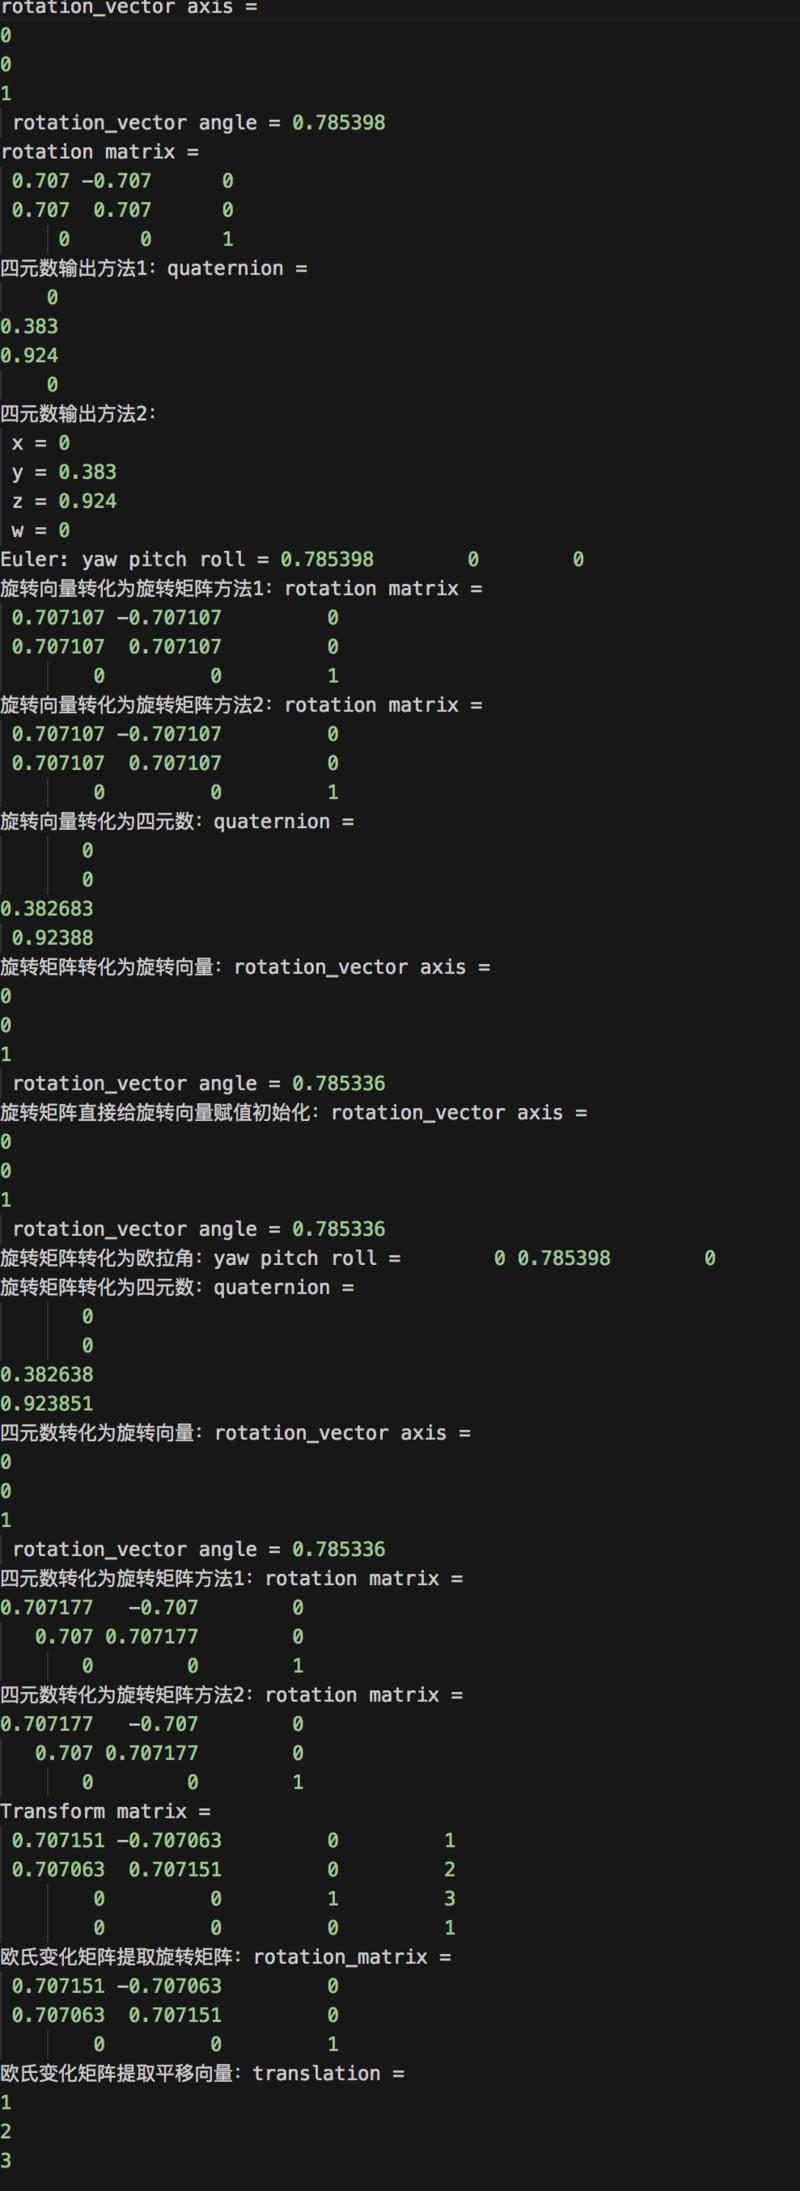 rotation_vector axis =
0
0
1
rotation_vector angle = 0.785398
rotation matrix =
0.707 -0.707 0
0.707 0.707 0
0 0 1
四元数输出方法1：quaternion =
0
0.383
0.924
0
四元数输出方法2：
x = 0
y = 0.383
z = 0.924
w = 0
Euler: yaw pitch roll = 0.785398 0 0
旋转向量转化为旋转矩阵方法1：rotation matrix =
0.707107 -0.707107 0
0.707107 0.707107 0
0 0 1
旋转向量转化为旋转矩阵方法2：rotation matrix =
0.707107 -0.707107 0
0.707107 0.707107 0
0 0 1
旋转向量转化为四元数：quaternion =
0
0
0.382683
0.92388
旋转矩阵转化为旋转向量：rotation_vector axis =
0
0
1
rotation_vector angle = 0.785336
旋转矩阵直接给旋转向量赋值初始化：rotation_vector axis =
0
0
1
rotation_vector angle = 0.785336
旋转矩阵转化为欧拉角：yaw pitch roll = 0 0.785398 0
旋转矩阵转化为四元数：quaternion =
0
0
0.382638
0.923851
四元数转化为旋转向量：rotation_vector axis =
0
0
1
rotation_vector angle = 0.785336
四元数转化为旋转矩阵方法1：rotation matrix =
0.707177 -0.707 0
0.707 0.707177 0
0 0 1
四元数转化为旋转矩阵方法2：rotation matrix =
0.707177 -0.707 0
0.707 0.707177 0
0 0 1
Transform matrix =
0.707151 -0.707063 0 1
0.707063 0.707151 0 2
0 0 1 3
0 0 0 1
欧氏变化矩阵提取旋转矩阵：rotation_matrix =
0.707151 -0.707063 0
0.707063 0.707151 0
0 0 1
欧氏变化矩阵提取平移向量：translation =
1
2
3